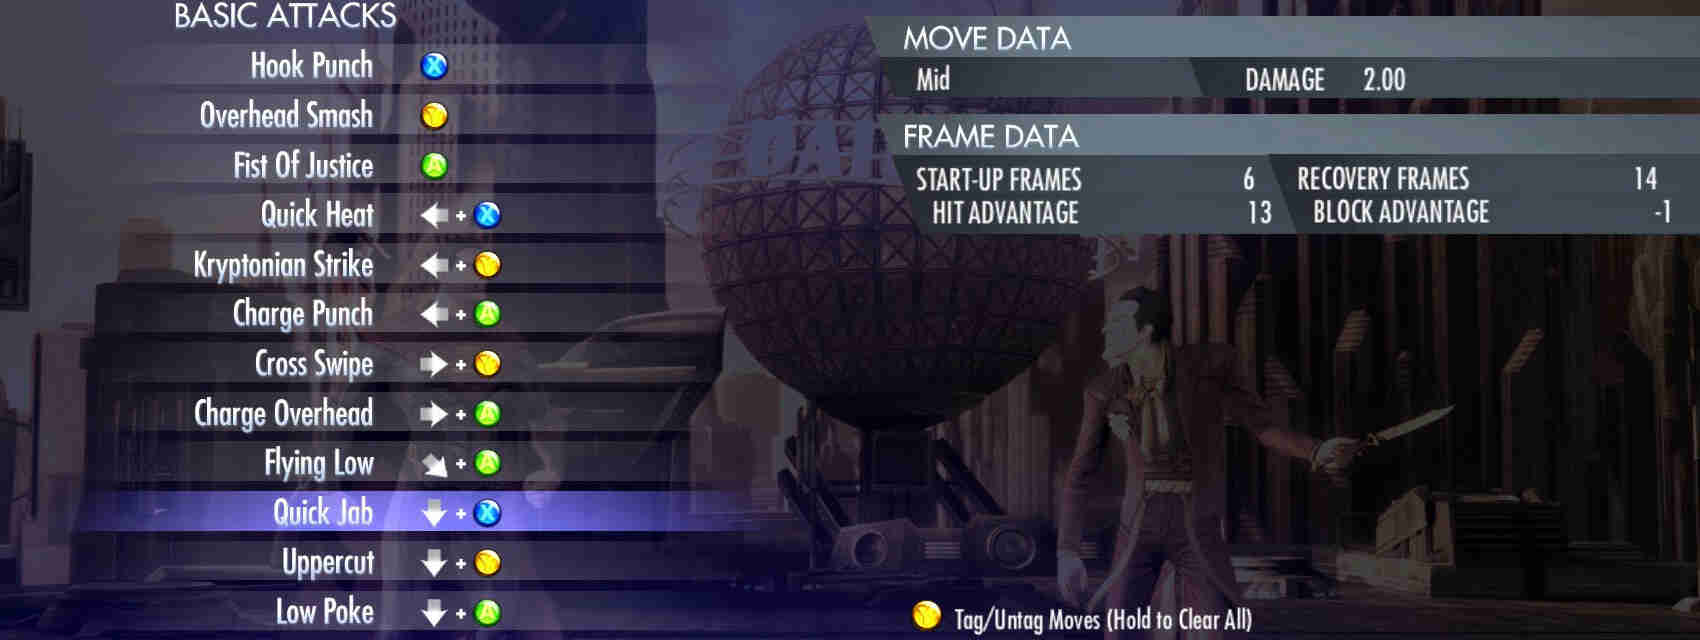 BASIC ATTACKS
Hook Punch X
Overhead Smash Y
Fist Of Justice A
Quick Heat + X
Kryptonian Strike + Y
Charge Punch + A
Cross Swipe + Y
Charge Overhead + A
Flying Low + A
Quick Jab + X
Uppercut + Y
Low Poke + A
MOVE DATA
Mid DAMAGE 2.00
FRAME DATA
START-UP FRAMES 6 RECOVERY FRAMES 14
HIT ADVANTAGE 13 BLOCK ADVANTAGE -1
Y Tag/Untag Moves (Hold to Clear All)